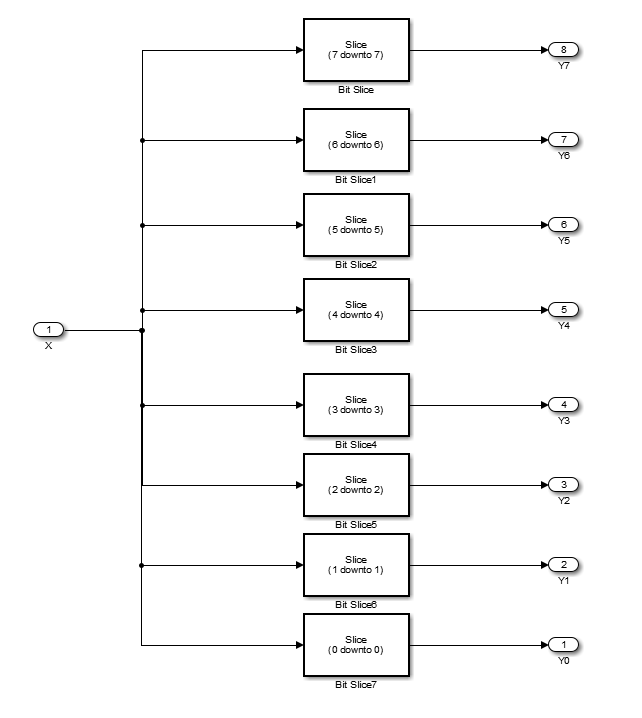 Slice
(7 downto 7)
8
Bit Slice
Y7
Slice
(6 downto 6)
7
Bit Slice1
Y6
Slice
(5 downto 5)
6
Bit Slice2
Y5
Slice
(4 downto 4)
5
Bit Slice3
Y4
1
X
Slice
(3 downto 3)
4
Bit Slice4
Y3
Slice
(2 downto 2)
3
Bit Slice5
Y2
Slice
(1 downto 1)
2
Bit Slice6
Y1
Slice
(0 downto 0)
1
Bit Slice7
Y0